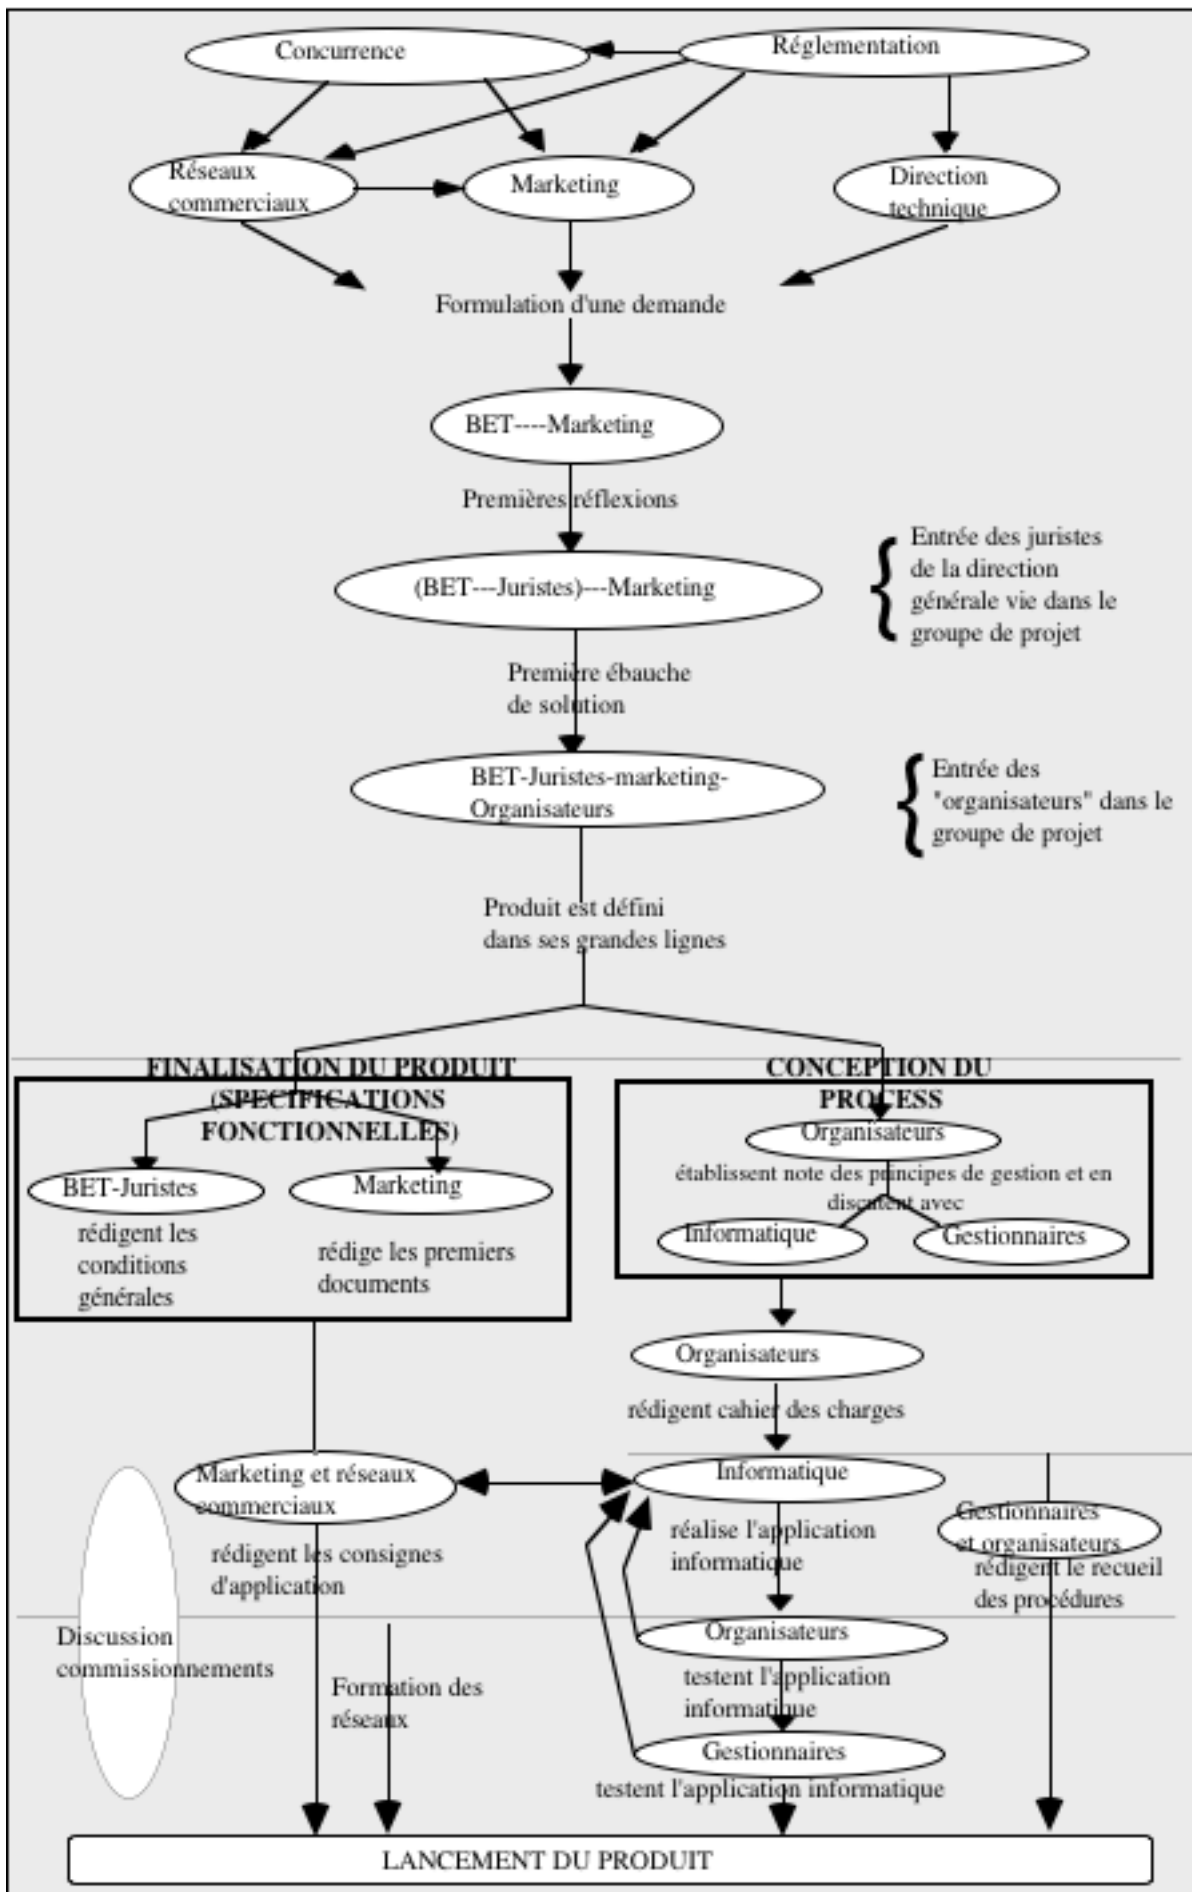 Concurrence
Réglementation
Réseaux
commerciaux
Marketing
Direction
technique
Formulation d'une demande
BET----Marketing
Premières réflexions
(BET---Juristes)---Marketing
Entrée des juristes
de la direction
générale vie dans le
groupe de projet
Première ébauche
de solution
BET-Juristes-marketing-
Organisateurs
Entrée des
"organisateurs" dans le
groupe de projet
Produit est défini
dans ses grandes lignes
FINALISATION DU PRODUIT
(SPECIFICATIONS
FONCTIONNELLES)
BET-Juristes
Marketing
rédigent les
conditions
générales
rédige les premiers
documents
CONCEPTION DU
PROCESS
Organisateurs
établissent note des principes de gestion et en
discutent avec
Informatique
Gestionnaires
Organisateurs
rédigent cahier des charges
Marketing et réseaux
commerciaux
Informatique
Gestionnaires
et organisateurs
rédigent les consignes
d'application
réalise l'application
informatique
rédigent le recueil
des procédures
Discussion
commissionnements
Organisateurs
Formation des
réseaux
testent l'application
informatique
Gestionnaires
testent l'application informatique
LANCEMENT DU PRODUIT